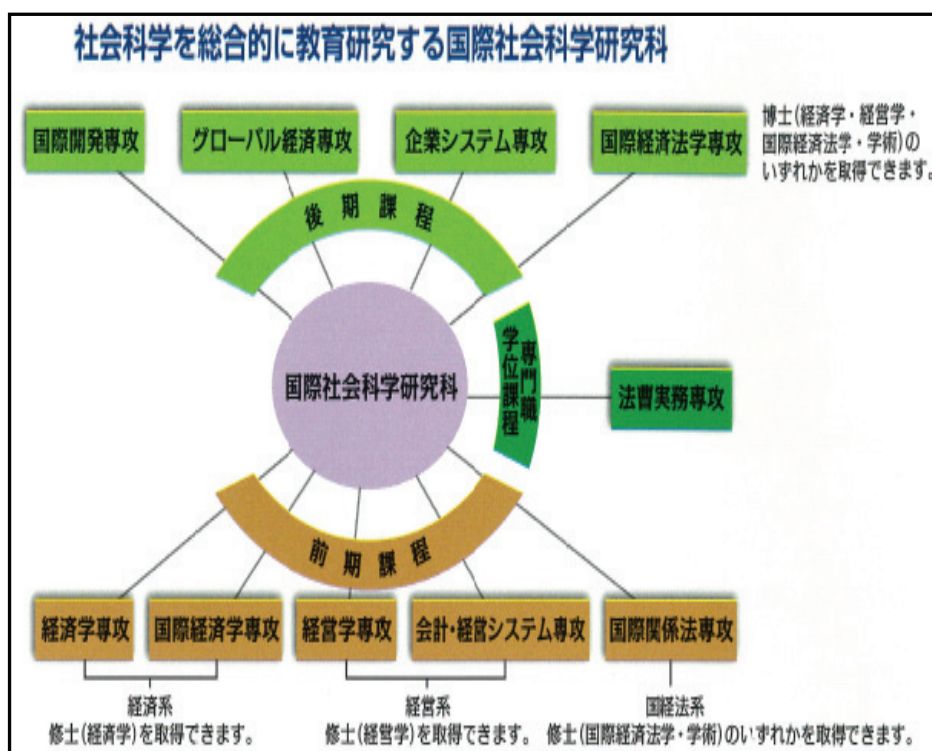 社会科学を総合的に教育研究する国際社会科学研究科
国際開発専攻
グローバル経済専攻
企業システム専攻
国際経済法学専攻
博士(経済学・経営学・
国際経済法学・学術)の
いずれかを取得できます。
後期課程
国際社会科学研究科
専門職
学位課程
法曹実務専攻
前期課程
経済学専攻
国際経済学専攻
経営学専攻
会計・経営システム専攻
国際関係法専攻
経済系
修士(経済学)を取得できます。
経営系
修士(経営学)を取得できます。
国経法系
修士(国際経済法学・学術)のいずれかを取得できます。